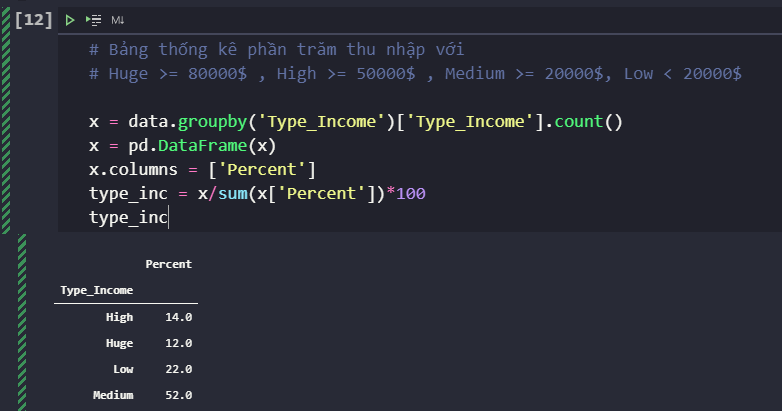 [12] M↓
# Bảng thống kê phần trăm thu nhập với
# Huge >= 80000$ , High >= 50000$ , Medium >= 20000$, Low < 20000$
x = data.groupby('Type_Income')['Type_Income'].count()
x = pd.DataFrame(x)
x.columns = ['Percent']
type_inc = x/sum(x['Percent'])*100
type_inc
Percent
Type_Income
High 14.0
Huge 12.0
Low 22.0
Medium 52.0